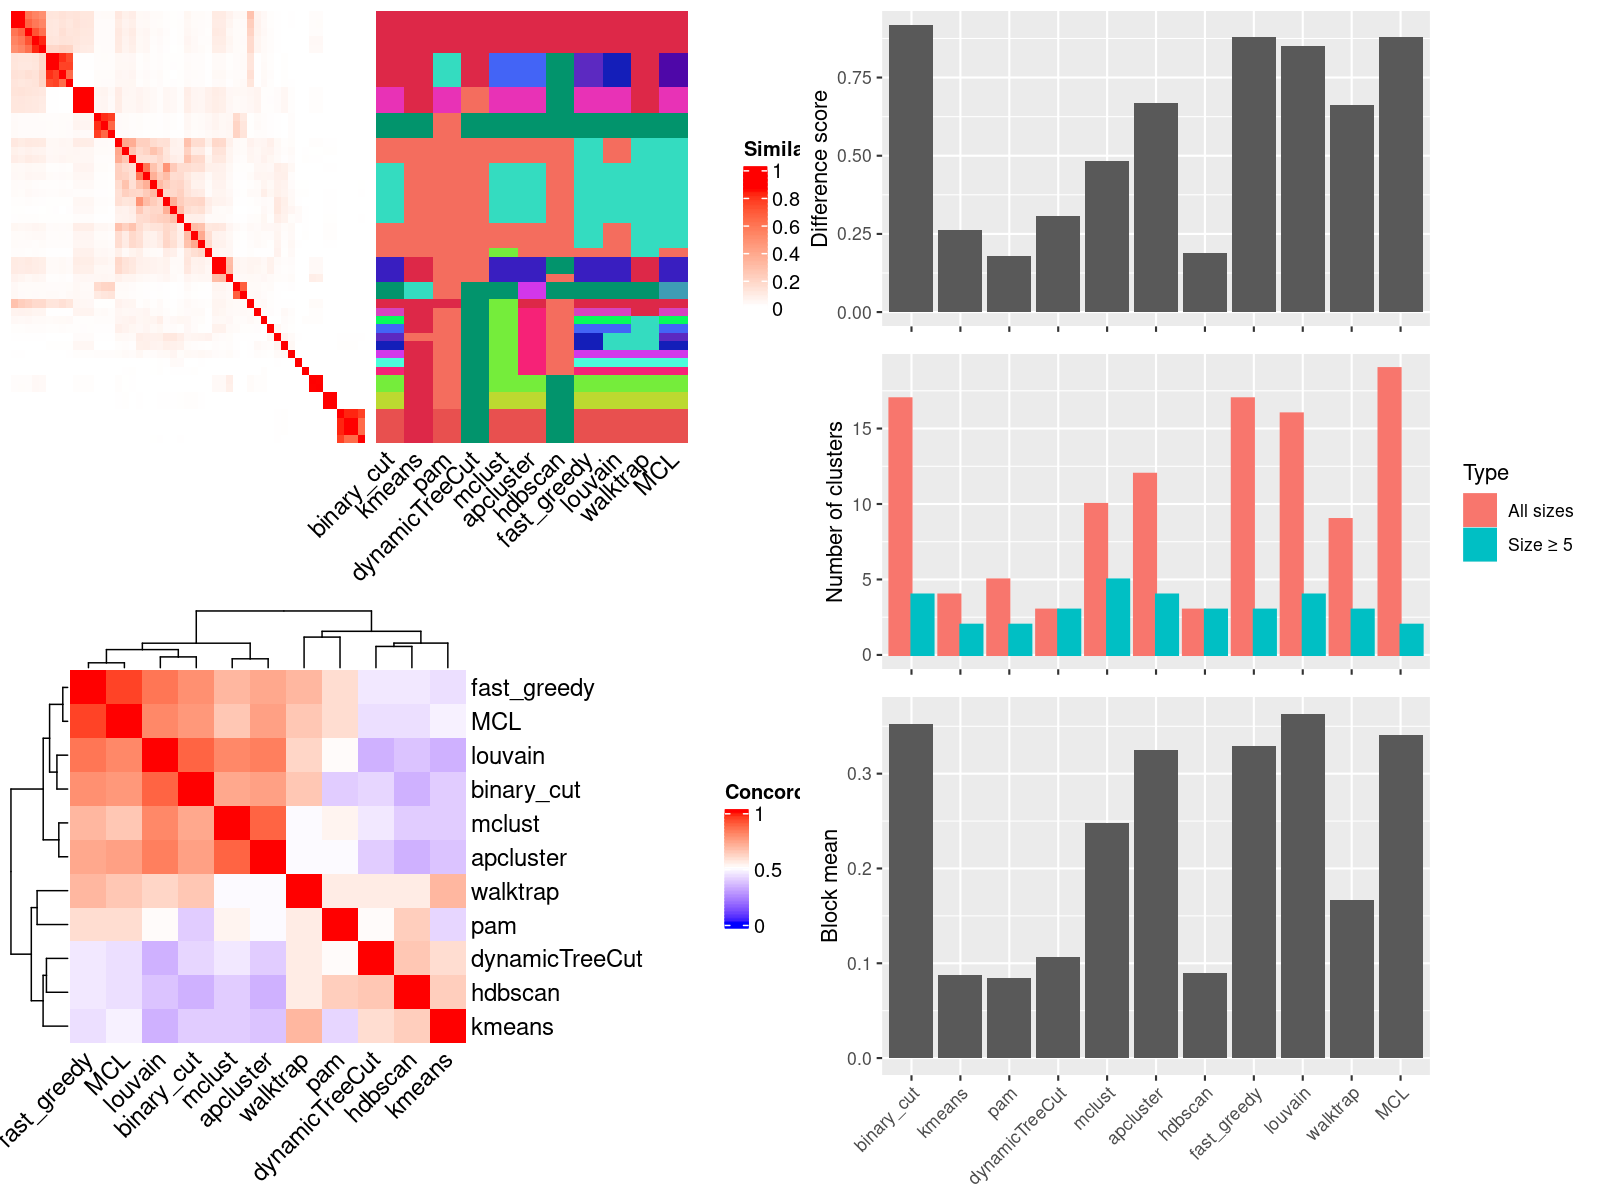 Simila
1
0.8
0.6
0.4
0.2
0
binary_cut
kmeans
pam
dynamicTreeCut
mclust
apcluster
hdbscan
fast_greedy
louvain
walktrap
MCL
fast_greedy
MCL
louvain
binary_cut
mclust
apcluster
walktrap
pam
dynamicTreeCut
hdbscan
kmeans
fast_greedy
MCL
louvain
binary_cut
mclust
apcluster
walktrap
pam
dynamicTreeCut
hdbscan
kmeans
Concord
1
0.5
0
Difference score
0.75
0.50
0.25
0.00
Number of clusters
15
10
5
0
Type
All sizes
Size ≥ 5
Block mean
0.3
0.2
0.1
0.0
binary_cut
kmeans
pam
dynamicTreeCut
mclust
apcluster
hdbscan
fast_greedy
louvain
walktrap
MCL